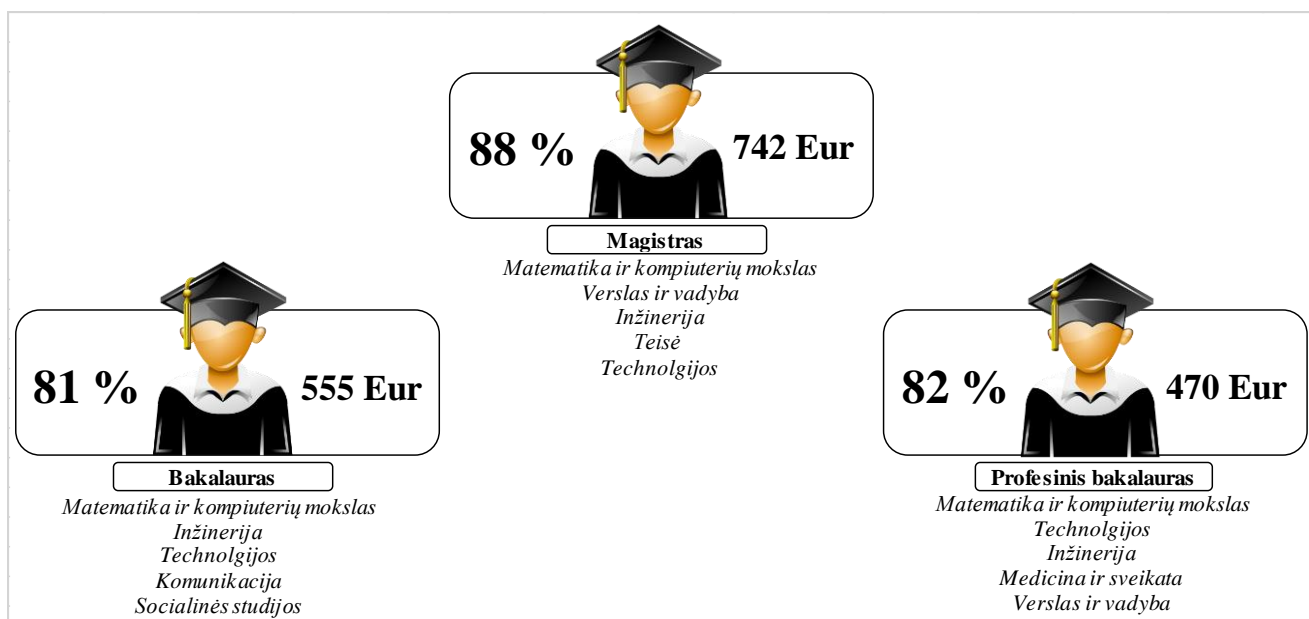 88 %
742 Eur
Magistras
Matematika ir kompiuterių mokslas
Verslas ir vadyba
Inžinerija
Teisė
Technolgijos
81 %
555 Eur
Bakalauras
Matematika ir kompiuterių mokslas
Inžinerija
Technolgijos
Komunikacija
Socialinės studijos
82 %
470 Eur
Profesinis bakalauras
Matematika ir kompiuterių mokslas
Technolgijos
Inžinerija
Medicina ir sveikata
Verslas ir vadyba